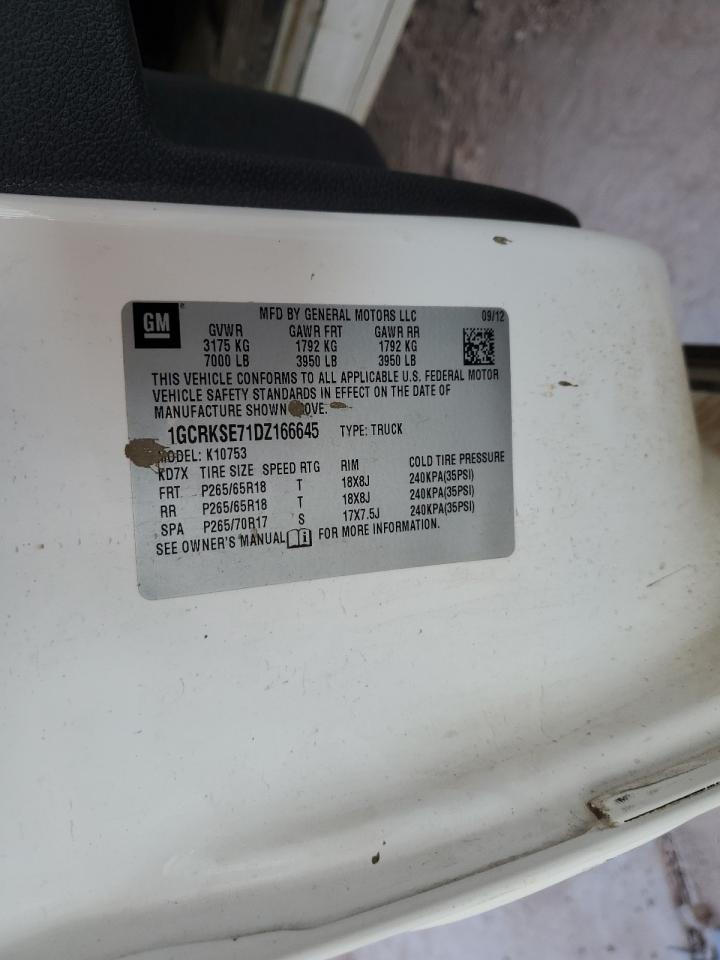 GM
MFD BY GENERAL MOTORS LLC 09/12
GVWR GAWR FRT GAWR RR
3175 KG 1792 KG 1792 KG
7000 LB 3950 LB 3950 LB
THIS VEHICLE CONFORMS TO ALL APPLICABLE U.S. FEDERAL MOTOR
VEHICLE SAFETY STANDARDS IN EFFECT ON THE DATE OF
MANUFACTURE SHOWN OVE.
1GCRKSE71DZ166645 TYPE: TRUCK
ODEL: K10753
KD7X TIRE SIZE SPEED RTG RIM COLD TIRE PRESSURE
FRT P265/65R18 T 18X8J 240KPA(35PSI)
RR P265/65R18 T 18X8J 240KPA(35PSI)
SPA P265/70R17 S 17X7.5J 240KPA(35PSI)
SEE OWNER'S MANUAL FOR MORE INFORMATION.